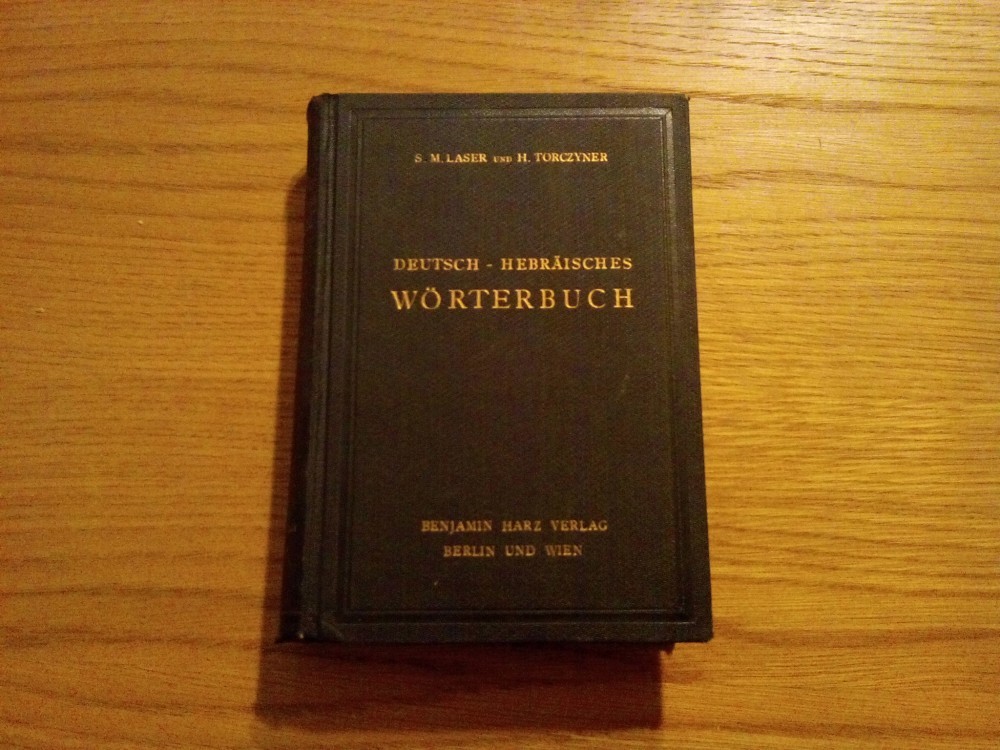 S. M. LASER UND H. TORCZYNER
DEUTSCH - HEBRÄISCHES
WÖRTERBUCH
BENJAMIN HARZ VERLAG
BERLIN UND WIEN